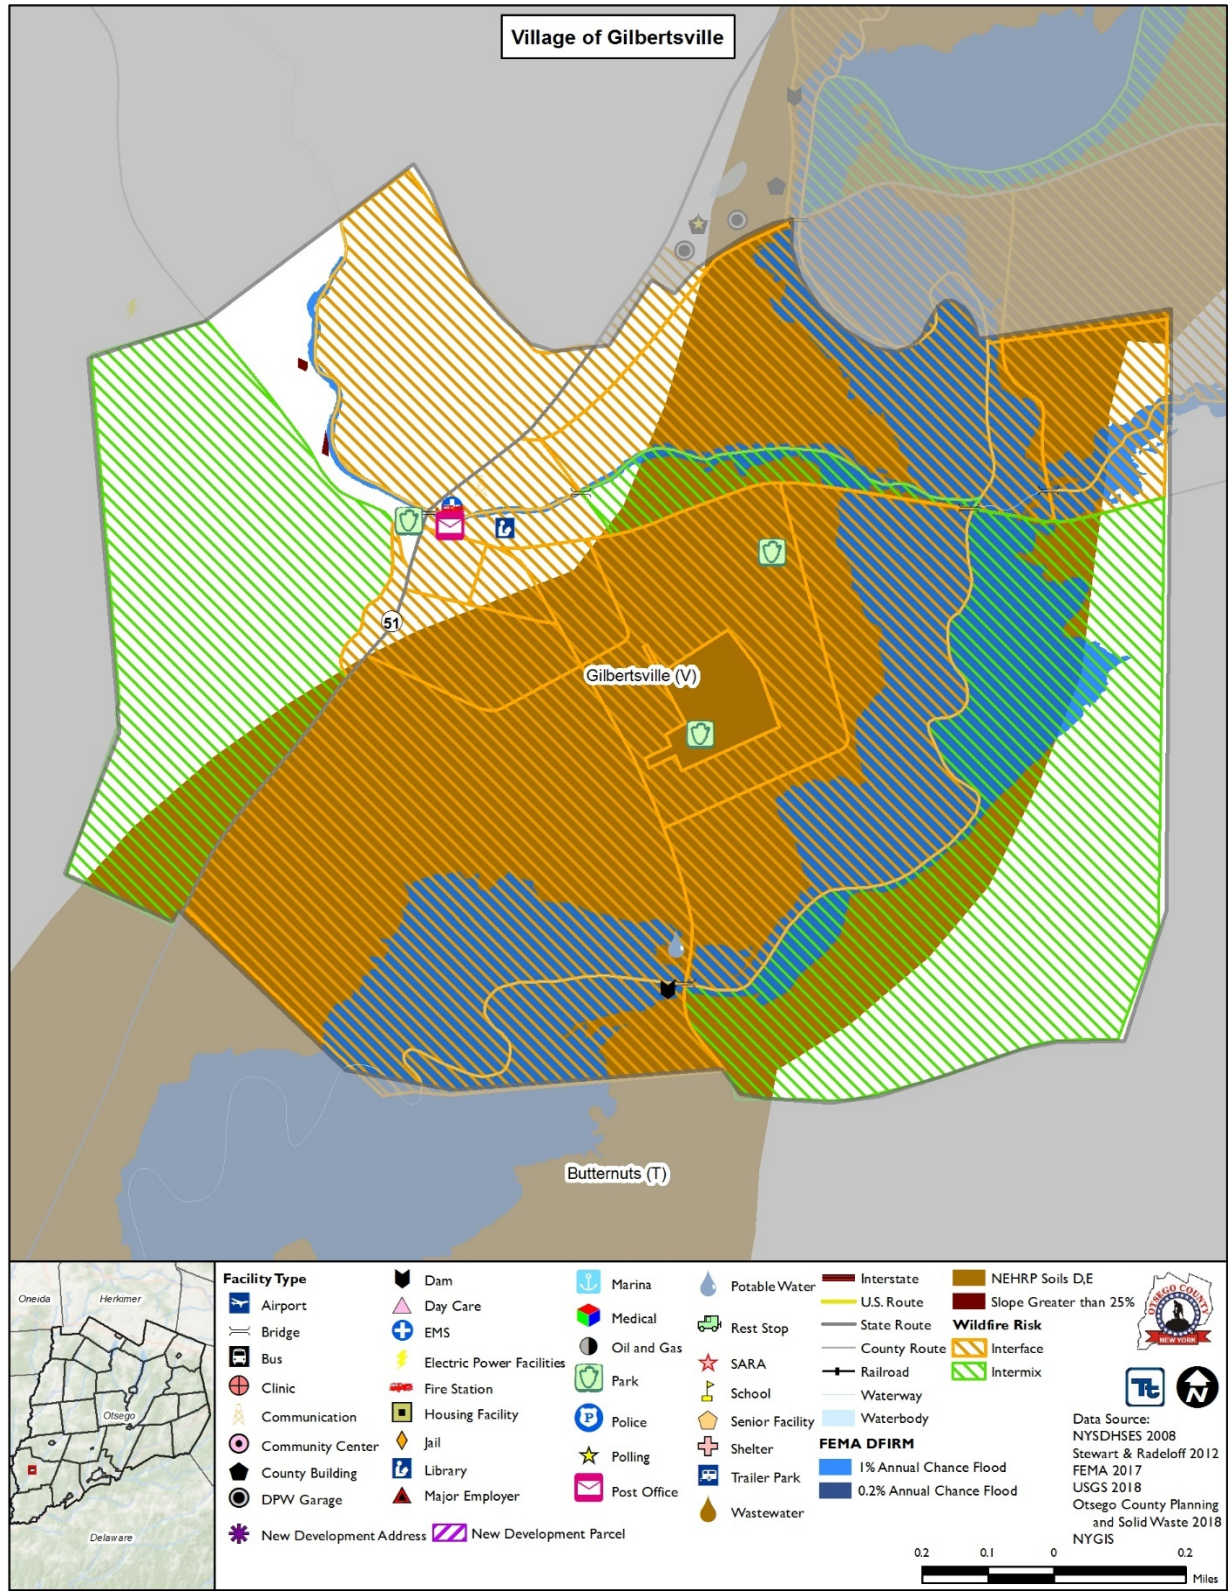 Village of Gilbertsville
51
Gilbertsville (V)
Butternuts (T)
Oneida
Herkimer
Otsego
Delaware
Facility Type
Airport
Bridge
Bus
Clinic
Communication
Community Center
County Building
DPW Garage
New Development Address
Dam
Day Care
EMS
Electric Power Facilities
Fire Station
Housing Facility
Jail
Library
Major Employer
New Development Parcel
Marina
Medical
Oil and Gas
Park
Police
Polling
Post Office
Potable Water
Rest Stop
SARA
School
Senior Facility
Shelter
Trailer Park
Wastewater
Interstate
U.S. Route
State Route
County Route
Railroad
Waterway
Waterbody
FEMA DFIRM
1% Annual Chance Flood
0.2% Annual Chance Flood
NEHRP Soils D,E
Slope Greater than 25%
Wildfire Risk
Interface
Intermix
OTSEGO COUNTY
NEW YORK
Tt
N
Data Source:
NYSDHSES 2008
Stewart & Radeloff 2012
FEMA 2017
USGS 2018
Otsego County Planning
and Solid Waste 2018
NYGIS
0.2 0.1 0 0.2
Miles